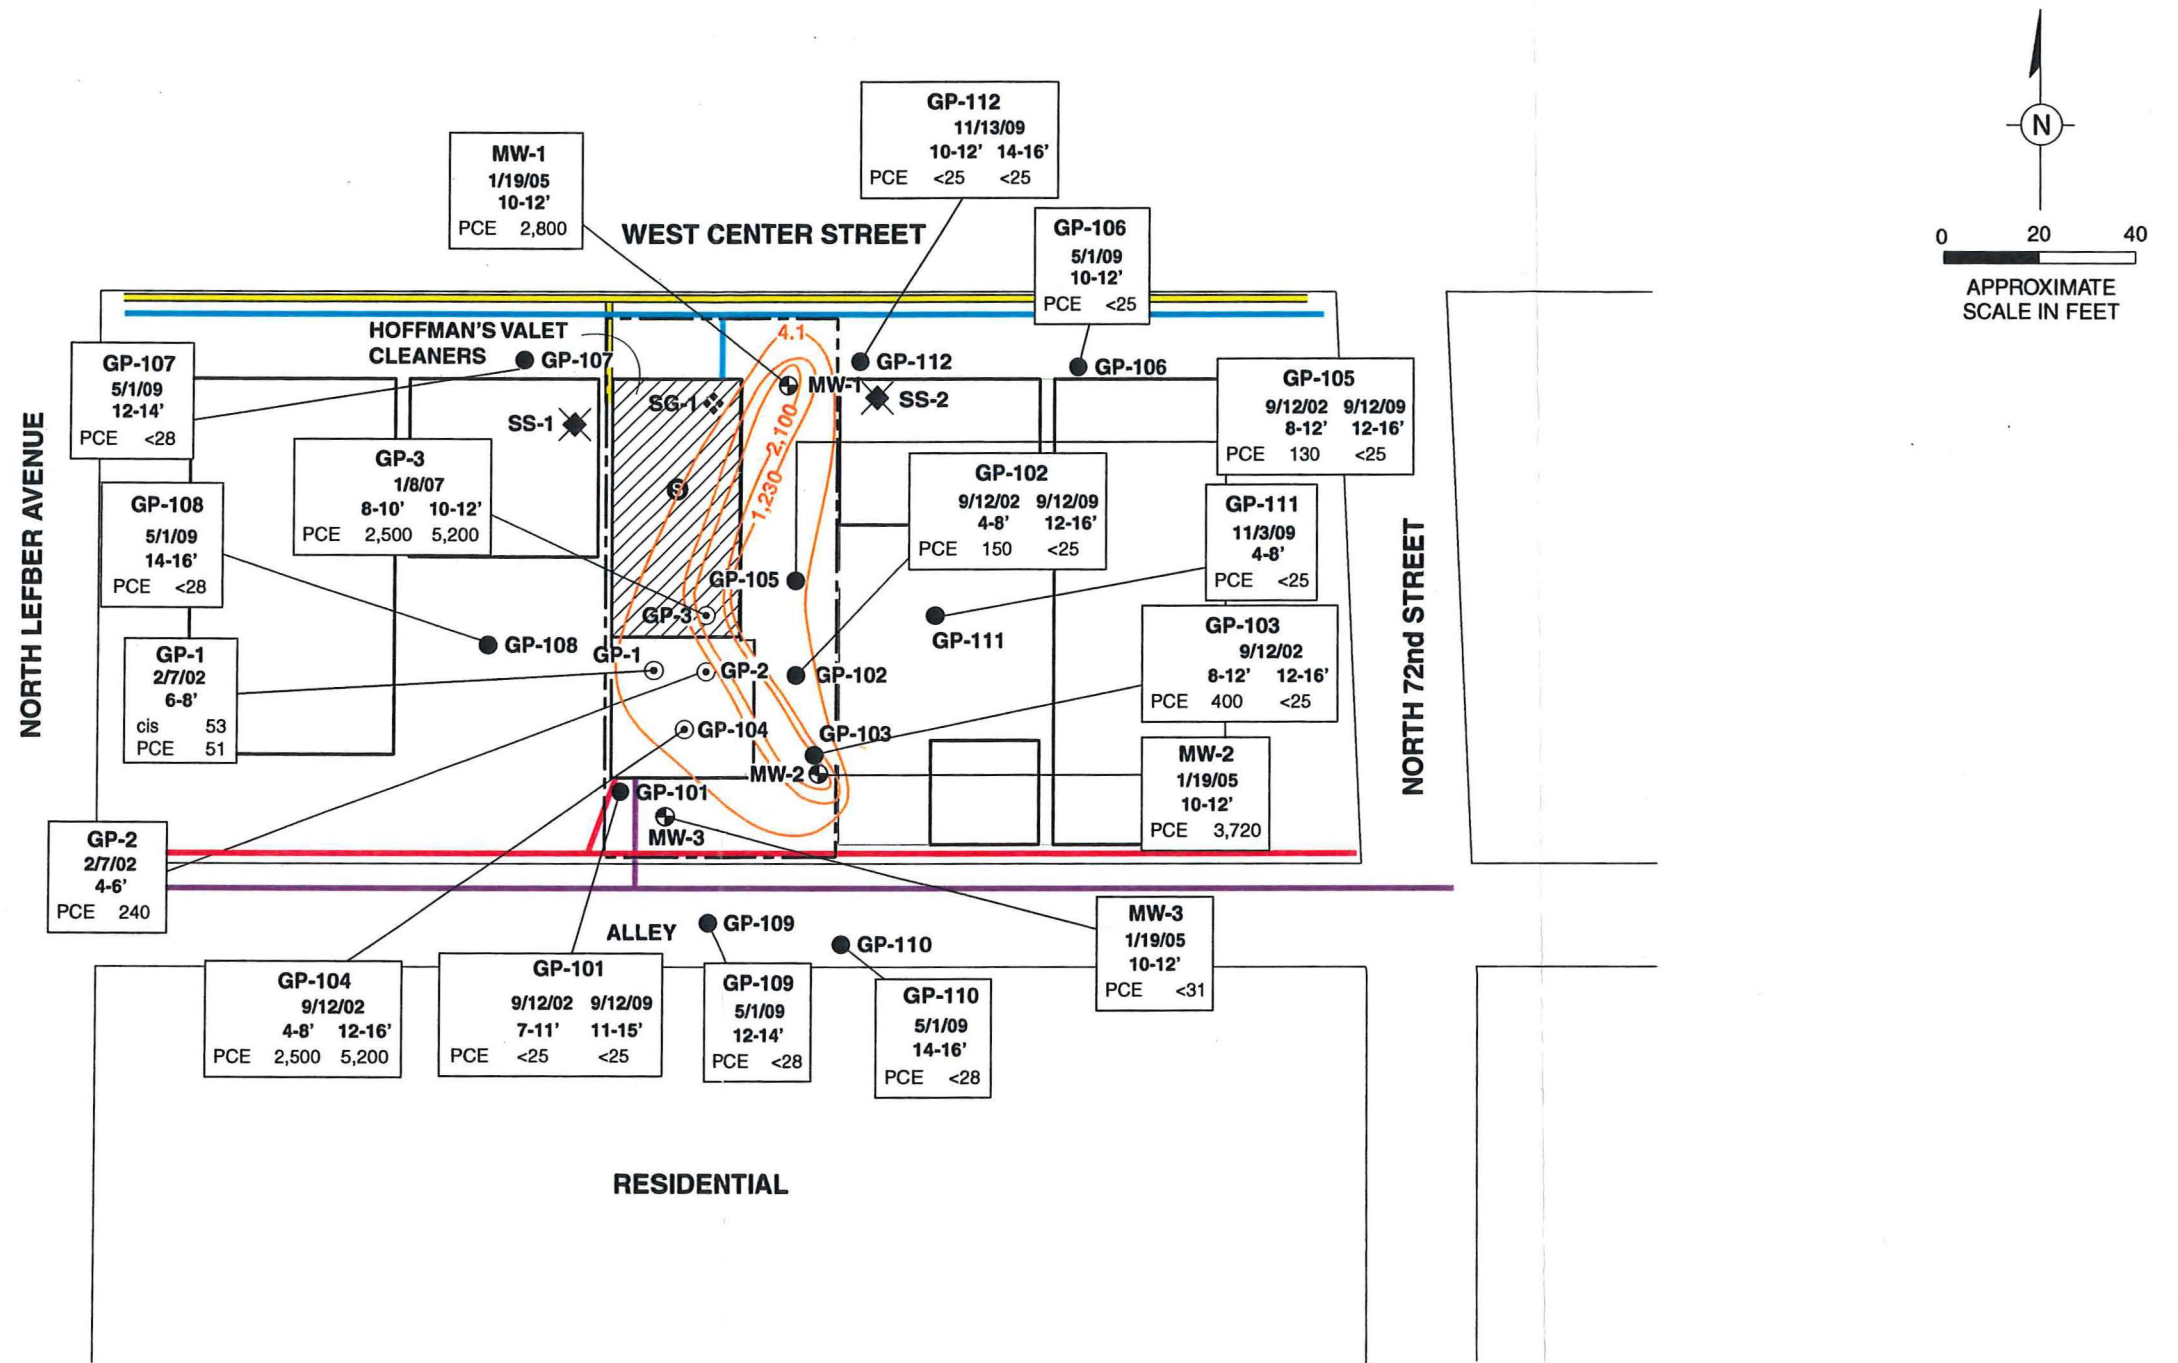 GP-112
11/13/09
10-12' 14-16'
PCE <25 <25
N
MW-1
1/19/05
10-12'
PCE 2,800
WEST CENTER STREET
GP-106
5/1/09
10-12'
PCE <25
0 20 40
APPROXIMATE
SCALE IN FEET
HOFFMAN'S VALET
CLEANERS
4.1
GP-107
GP-112
GP-106
GP-107
5/1/09
12-14'
PCE <28
MW-1
SG-1
SS-1
SS-2
2,100
1,230
S
GP-105
9/12/02 9/12/09
8-12' 12-16'
PCE 130 <25
GP-3
1/8/07
8-10' 10-12'
PCE 2,500 5,200
GP-102
9/12/02 9/12/09
4-8' 12-16'
PCE 150 <25
GP-108
5/1/09
14-16'
PCE <28
GP-111
11/3/09
4-8'
PCE <25
NORTH LEFBER AVENUE
NORTH 72nd STREET
GP-105
GP-3
GP-111
GP-108
GP-1
GP-2
GP-102
GP-103
9/12/02
8-12' 12-16'
PCE 400 <25
GP-1
2/7/02
6-8'
cis 53
PCE 51
GP-104
GP-103
MW-2
MW-2
1/19/05
10-12'
PCE 3,720
GP-101
MW-3
GP-2
2/7/02
4-6'
PCE 240
ALLEY
GP-109
GP-110
MW-3
1/19/05
10-12'
PCE <31
GP-104
9/12/02
4-8' 12-16'
PCE 2,500 5,200
GP-101
9/12/02 9/12/09
7-11' 11-15'
PCE <25 <25
GP-109
5/1/09
12-14'
PCE <28
GP-110
5/1/09
14-16'
PCE <28
RESIDENTIAL